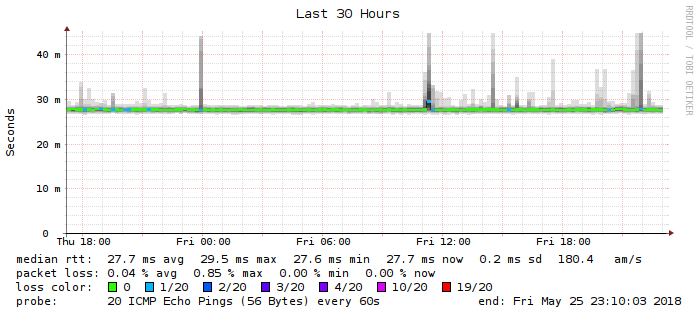 Last 30 Hours
RRDTOOL / TOBI OETIKER
Seconds
40 m
30 m
20 m
10 m
0
Thu 18:00 Fri 00:00 Fri 06:00 Fri 12:00 Fri 18:00
median rtt: 27.7 ms avg 29.5 ms max 27.6 ms min 27.7 ms now 0.2 ms sd 180.4 am/s
packet loss: 0.04 % avg 0.85 % max 0.00 % min 0.00 % now
loss color: 0 1/20 2/20 3/20 4/20 10/20 19/20
probe: 20 ICMP Echo Pings (56 Bytes) every 60s end: Fri May 25 23:10:03 2018